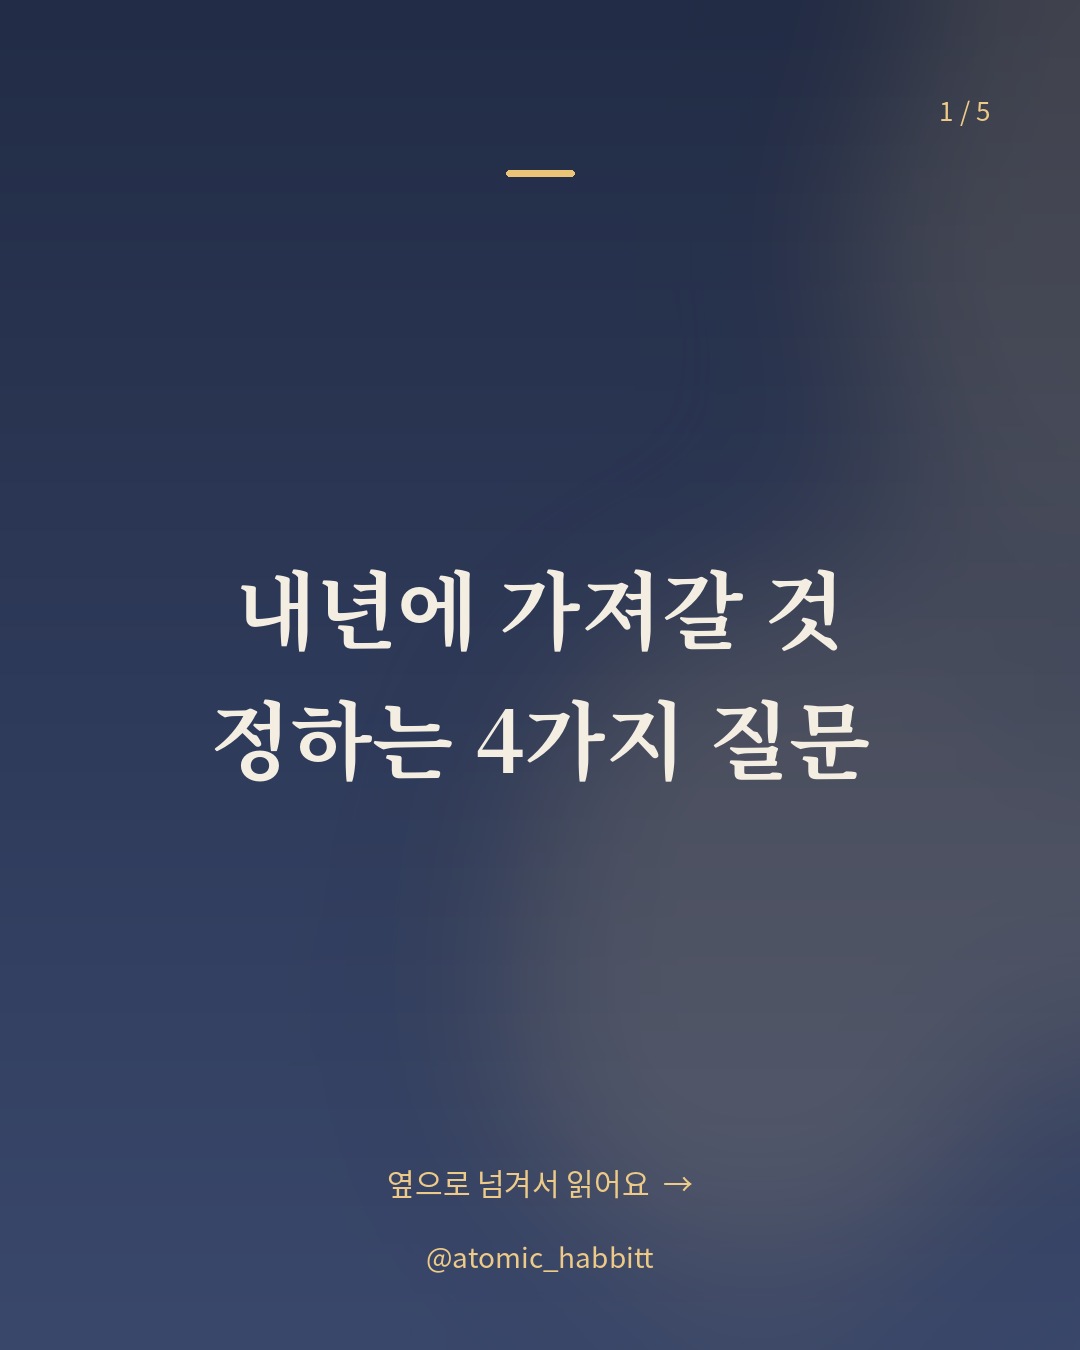 1 / 5
내년에 가져갈 것
정하는 4가지 질문
옆으로 넘겨서 읽어요 →
@atomic_habbitt